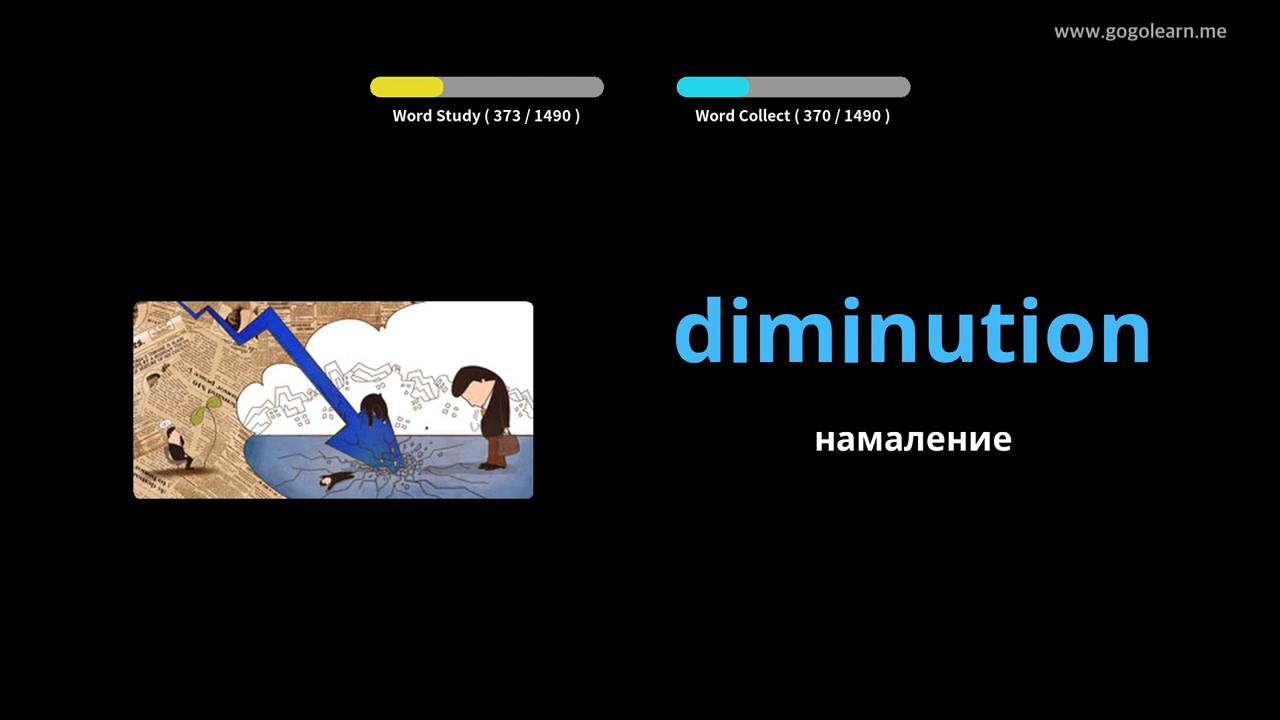 www.gogolearn.me
Word Study ( 373 / 1490 )
Word Collect ( 370 / 1490 )
diminution
намаление